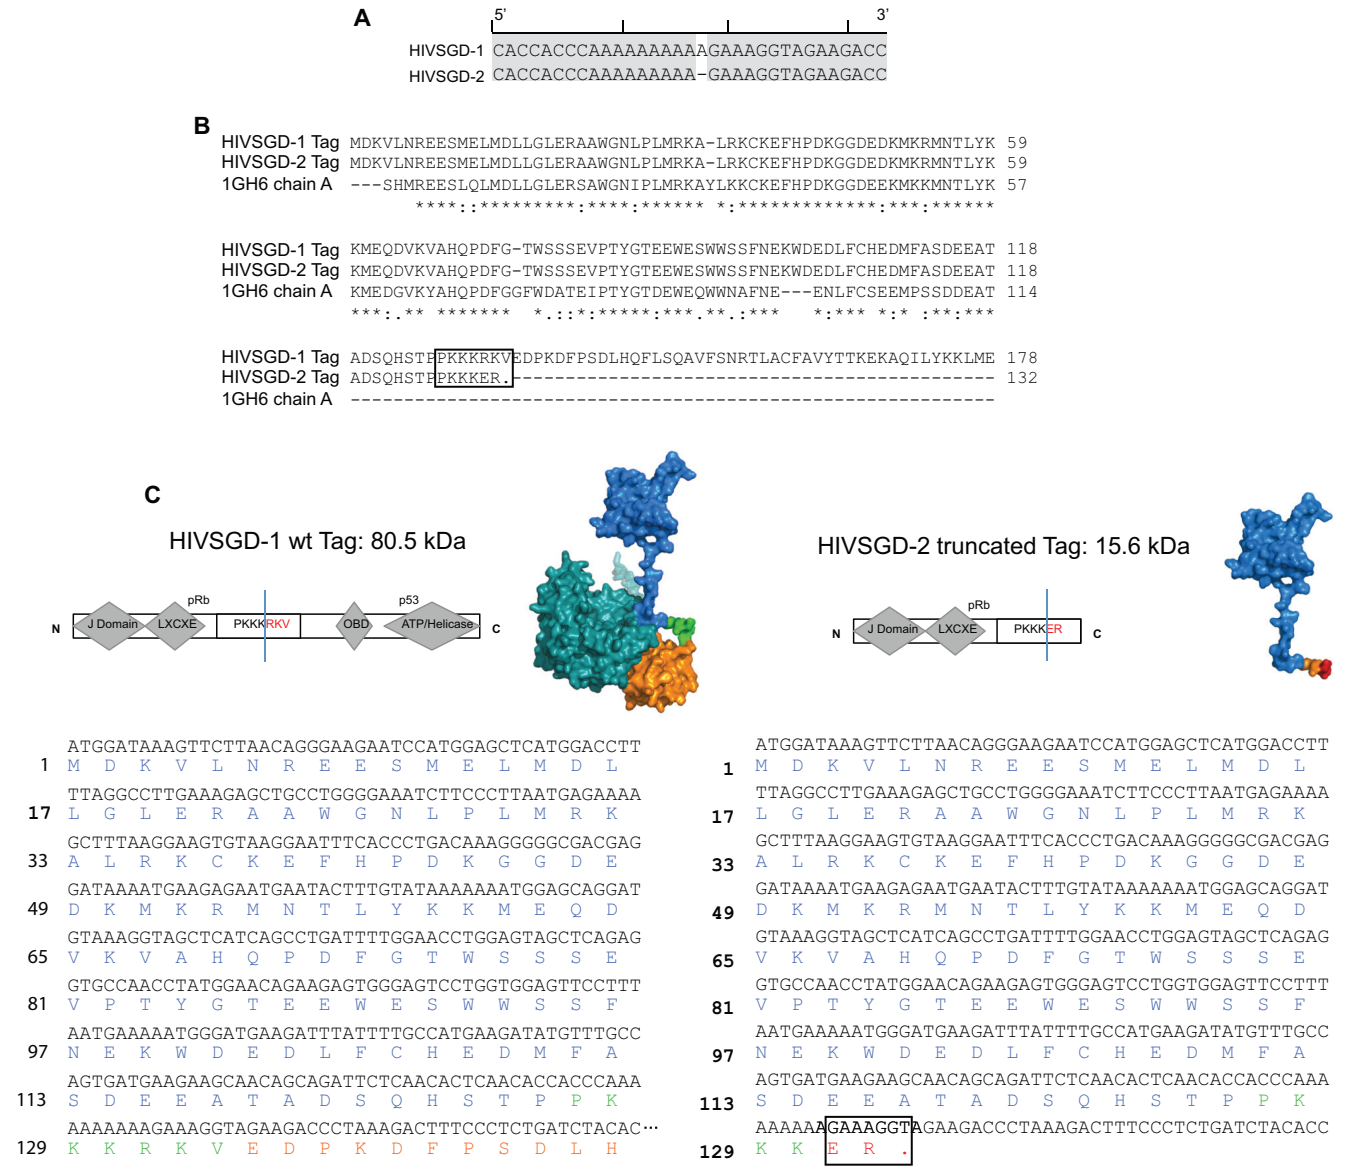 A
5’ 3’
HIVSGD-1 CACCACCCAAAAAAAAAAGAAAGGTAGAAGACC
HIVSGD-2 CACCACCCAAAAAAAAA-GAAAGGTAGAAGACC
B
HIVSGD-1 Tag MDKVLNREESMELMDLLGLERAAWGNLPLMRKA-LRKCKEFHPDKGGDEDKMKRMNTLYK 59
HIVSGD-2 Tag MDKVLNREESMELMDLLGLERAAWGNLPLMRKA-LRKCKEFHPDKGGDEDKMKRMNTLYK 59
1GH6 chain A ---SHMREESLQLMDLLGLERSAWGNIPLMRKAYLKKCKEFHPDKGGDEEKMKKMNTLYK 57
****::*********:****:****** *:*************:***:******
HIVSGD-1 Tag KMEQDVKVAHQPDFG-TWSSSEVPTYGTEEWESWWSSFNEKWDEDLFCHEDMFASDEEAT 118
HIVSGD-2 Tag KMEQDVKVAHQPDFG-TWSSSEVPTYGTEEWESWWSSFNEKWDEDLFCHEDMFASDEEAT 118
1GH6 chain A KMEDGVKYAHQPDFGGFWDATEIPTYGTDEWEQWWNAFNE---ENLFCSEEMPSSDDEAT 114
***:.** ******* *.::*:*****:***.**.:*** *:*** *:* :**:***
HIVSGD-1 Tag ADSQHSTPPKKKRKVEDPKDFPSDLHQFLSQAVFSNRTLACFAVYTTKEKAQILYKKLME 178
HIVSGD-2 Tag ADSQHSTPPKKKER.--------------------------------------------- 132
1GH6 chain A ------------------------------------------------------------
C
HIVSGD-1 wt Tag: 80.5 kDa
pRb p53
N J Domain LXCXE PKKKRKV OBD ATP/Helicase C
ATGGATAAAGTTCTTAACAGGGAAGAATCCATGGAGCTCATGGACCTT
1 M D K V L N R E E S M E L M D L
TTAGGCCTTGAAAGAGCTGCCTGGGGAAATCTTCCCTTAATGAGAAAA
17 L G L E R A A W G N L P L M R K
GCTTTAAGGAAGTGTAAGGAATTTCACCCTGACAAAGGGGGCGACGAG
33 A L R K C K E F H P D K G G D E
GATAAAATGAAGAGAATGAATACTTTGTATAAAAAAATGGAGCAGGAT
49 D K M K R M N T L Y K K M E Q D
GTAAAGGTAGCTCATCAGCCTGATTTTGGAACCTGGAGTAGCTCAGAG
65 V K V A H Q P D F G T W S S S E
GTGCCAACCTATGGAACAGAAGAGTGGGAGTCCTGGTGGAGTTCCTTT
81 V P T Y G T E E W E S W W S S F
AATGAAAAATGGGATGAAGATTTATTTTGCCATGAAGATATGTTTGCC
97 N E K W D E D L F C H E D M F A
AGTGATGAAGAAGCAACAGCAGATTCTCAACACTCAACACCACCCAAA
113 S D E E A T A D S Q H S T P P K
AAAAAAAGAAAGGTAGAAGACCCTAAAGACTTTCCCTCTGATCTACAC…
129 K K R K V E D P K D F P S D L H
HIVSGD-2 truncated Tag: 15.6 kDa
pRb
N J Domain LXCXE PKKKER C
ATGGATAAAGTTCTTAACAGGGAAGAATCCATGGAGCTCATGGACCTT
1 M D K V L N R E E S M E L M D L
TTAGGCCTTGAAAGAGCTGCCTGGGGAAATCTTCCCTTAATGAGAAAA
17 L G L E R A A W G N L P L M R K
GCTTTAAGGAAGTGTAAGGAATTTCACCCTGACAAAGGGGGCGACGAG
33 A L R K C K E F H P D K G G D E
GATAAAATGAAGAGAATGAATACTTTGTATAAAAAAATGGAGCAGGAT
49 D K M K R M N T L Y K K M E Q D
GTAAAGGTAGCTCATCAGCCTGATTTTGGAACCTGGAGTAGCTCAGAG
65 V K V A H Q P D F G T W S S S E
GTGCCAACCTATGGAACAGAAGAGTGGGAGTCCTGGTGGAGTTCCTTT
81 V P T Y G T E E W E S W W S S F
AATGAAAAATGGGATGAAGATTTATTTTGCCATGAAGATATGTTTGCC
97 N E K W D E D L F C H E D M F A
AGTGATGAAGAAGCAACAGCAGATTCTCAACACTCAACACCACCCAAA
113 S D E E A T A D S Q H S T P P K
AAAAAAGAAAGGTAGAAGACCCTAAAGACTTTCCCTCTGATCTACACC
129 K K E R .